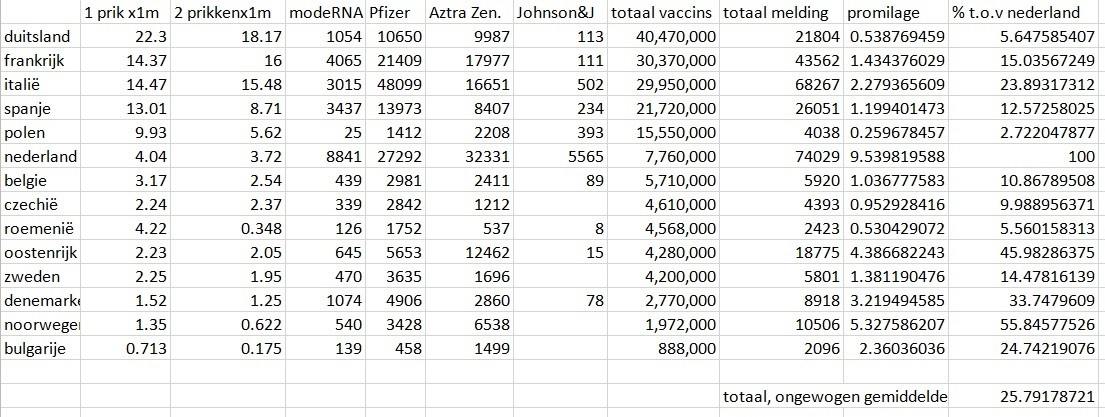 1 prik x1m 2 prikkenx1m modeRNA Pfizer Aztra Zen. Johnson&J totaal vaccins totaal melding promilage % t.o.v nederland
duitsland 22.3 18.17 1054 10650 9987 113 40,470,000 21804 0.538769459 5.647585407
frankrijk 14.37 16 4065 21409 17977 111 30,370,000 43562 1.434376029 15.03567249
italië 14.47 15.48 3015 48099 16651 502 29,950,000 68267 2.279365609 23.89317312
spanje 13.01 8.71 3437 13973 8407 234 21,720,000 26051 1.199401473 12.57258025
polen 9.93 5.62 25 1412 2208 393 15,550,000 4038 0.259678457 2.722047877
nederland 4.04 3.72 8841 27292 32331 5565 7,760,000 74029 9.539819588 100
belgie 3.17 2.54 439 2981 2411 89 5,710,000 5920 1.036777583 10.86789508
czechië 2.24 2.37 339 2842 1212 4,610,000 4393 0.952928416 9.988956371
roemenië 4.22 0.348 126 1752 537 8 4,568,000 2423 0.530429072 5.560158313
oostenrijk 2.23 2.05 645 5653 12462 15 4,280,000 18775 4.386682243 45.98286375
zweden 2.25 1.95 470 3635 1696 4,200,000 5801 1.381190476 14.47816139
denemarke 1.52 1.25 1074 4906 2860 78 2,770,000 8918 3.219494585 33.7479609
noorwege 1.35 0.622 540 3428 6538 1,972,000 10506 5.327586207 55.84577526
bulgarije 0.713 0.175 139 458 1499 888,000 2096 2.36036036 24.74219076
totaal, ongewogen gemiddelde 25.79178721